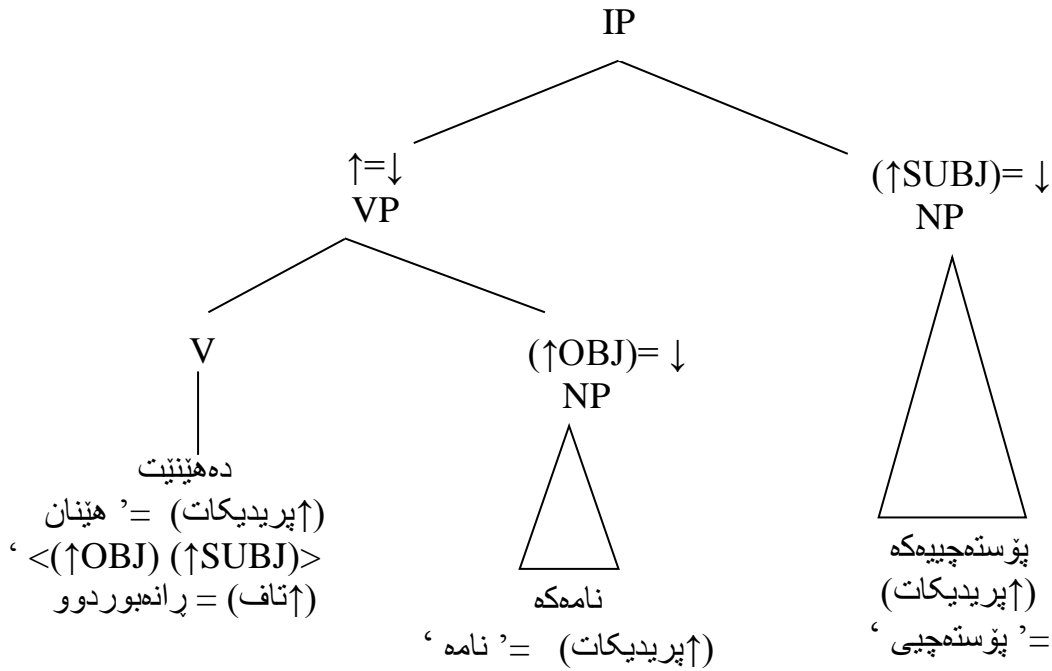 IP
↑=↓
VP
(↑SUBJ)= ↓
NP
V
(↑OBJ)= ↓
NP
دەهێنێت
(↑پریدیکات) =’ هێنان
<(↑SUBJ) (↑OBJ)> ‘
(↑تاف) = ڕانەبوردوو
نامەکە
(↑پریدیکات) =’ نامە ‘
پۆستەچییەکە
(↑پریدیکات)
=’ پۆستەچیی ‘